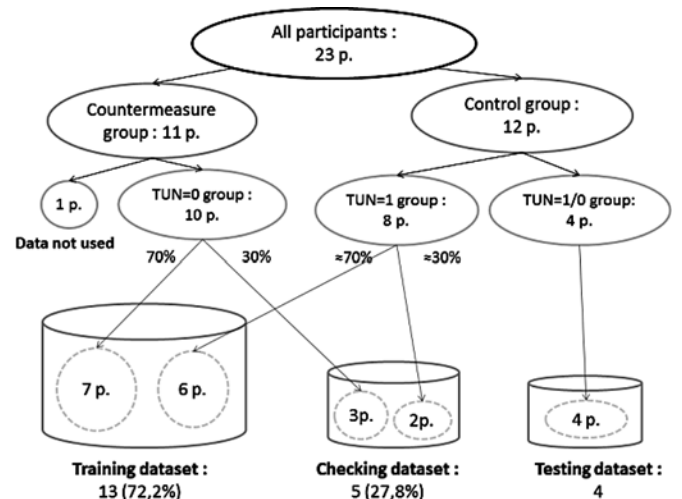 All participants :
23 p.
Countermeasure
group : 11 p.
Control group :
12 p.
1 p.
Data not used
TUN=0 group :
10 p.
TUN=1 group :
8 p.
TUN=1/0 group:
4 p.
70%
30%
≈70%
≈30%
7 p.
6 p.
3p.
2p.
4 p.
Training dataset :
13 (72,2%)
Checking dataset :
5 (27,8%)
Testing dataset :
4